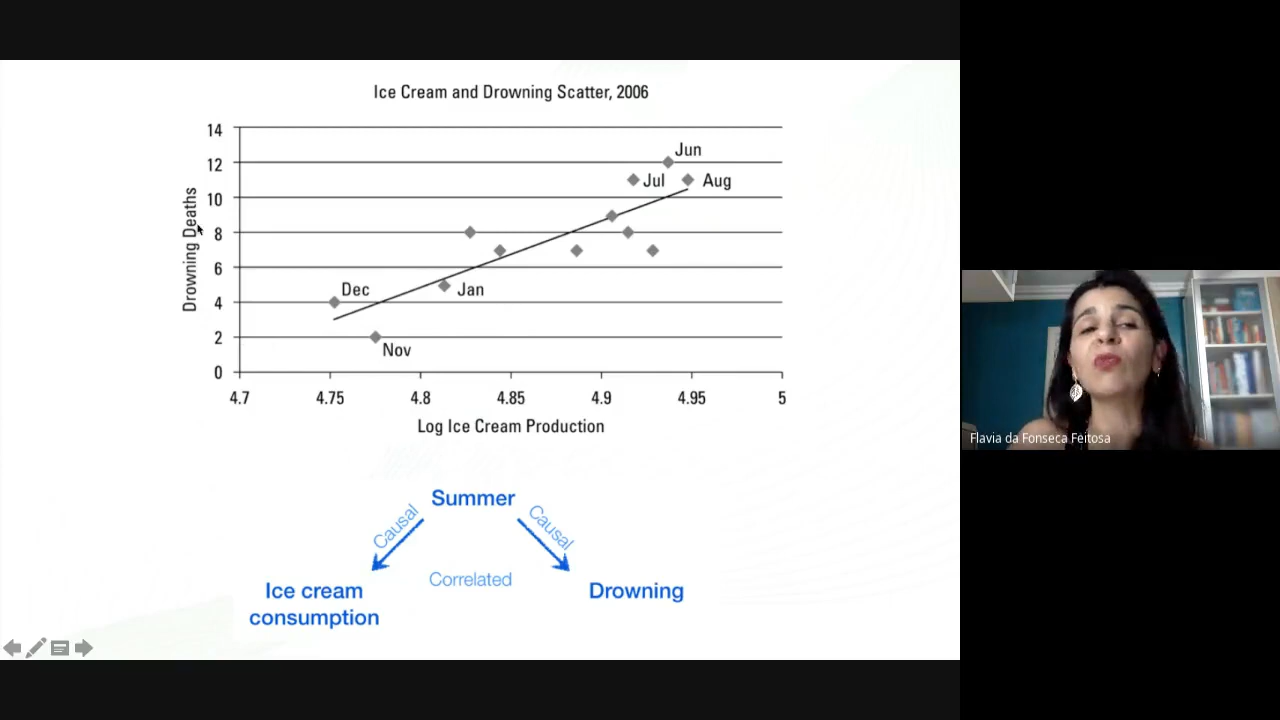 Ice Cream and Drowning Scatter, 2006
14
12
10
8
6
4
2
0
Drowning Deaths
Jun
Jul
Aug
Dec
Jan
Nov
4.7
4.75
4.8
4.85
4.9
4.95
5
Log Ice Cream Production
Summer
Causal
Causal
Correlated
Ice cream
consumption
Drowning
Flavia da Fonseca Feitosa